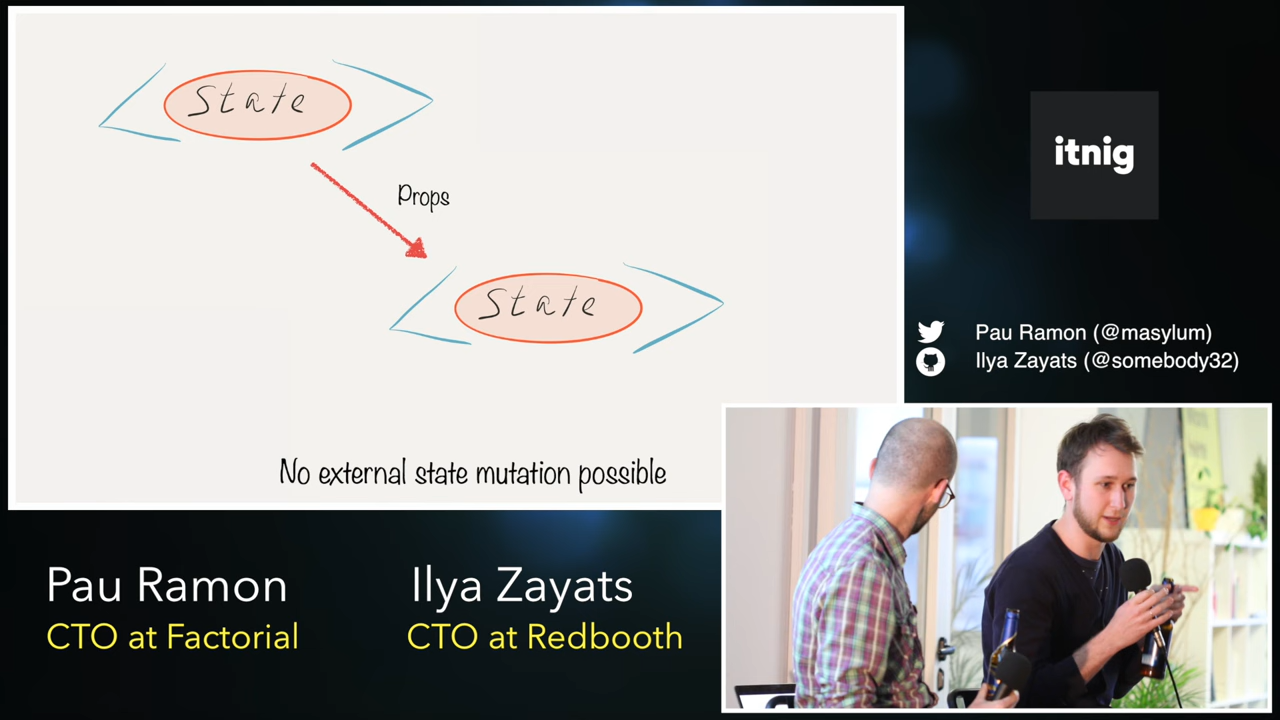 State
Props
State
No external state mutation possible
itnig
Pau Ramon (@masylum)
Ilya Zayats (@somebody32)
Pau Ramon
CTO at Factorial
Ilya Zayats
CTO at Redbooth